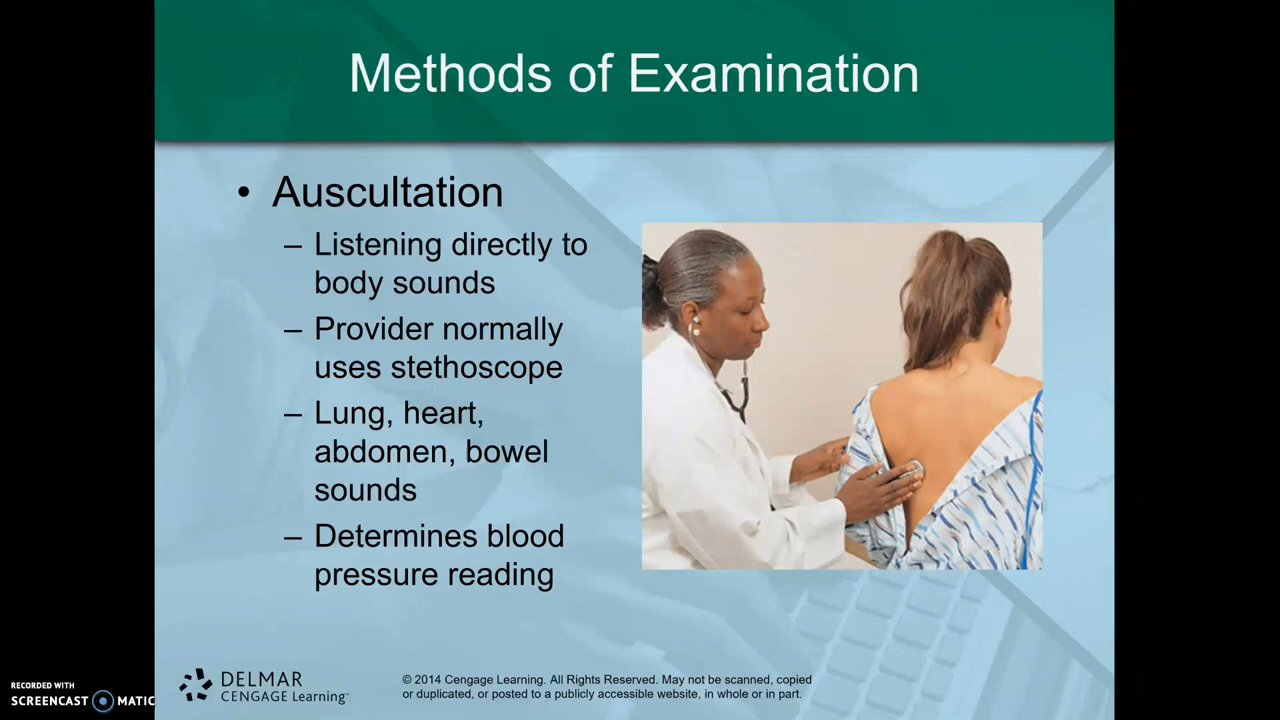 Methods of Examination
• Auscultation
– Listening directly to
body sounds
– Provider normally
uses stethoscope
– Lung, heart,
abdomen, bowel
sounds
– Determines blood
pressure reading
RECORDED WITH
SCREENCAST MATIC
DELMAR
CENGAGE Learning™
© 2014 Cengage Learning. All Rights Reserved. May not be scanned, copied
or duplicated, or posted to a publicly accessible website, in whole or in part.